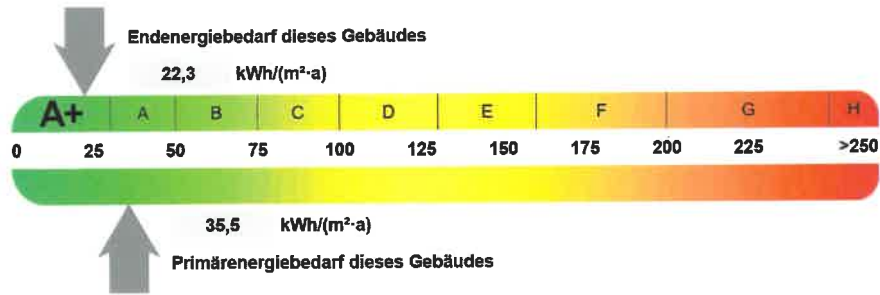 Endenergiebedarf dieses Gebäudes
22,3 kWh/(m²·a)
A+ A B C D E F G H
0 25 50 75 100 125 150 175 200 225 >250
35,5 kWh/(m²·a)
Primärenergiebedarf dieses Gebäudes